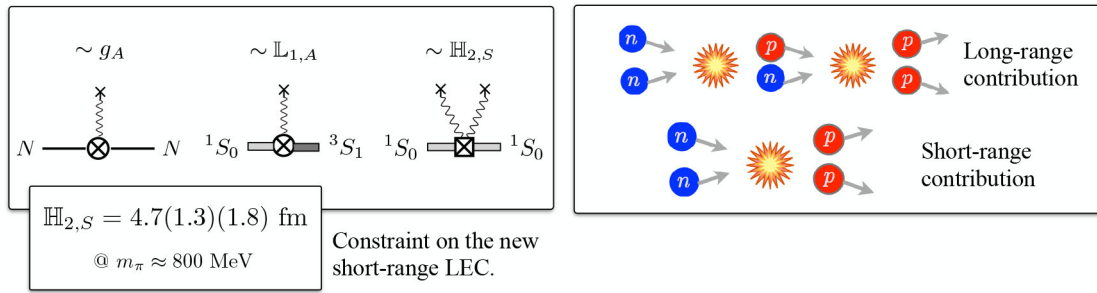 ∼ g_A
∼ 𝕃_{1,A}
∼ ℍ_{2,S}
N N
¹S₀ ³S₁
¹S₀ ¹S₀
ℍ_{2,S} = 4.7(1.3)(1.8) fm
@ m_π ≈ 800 MeV
Constraint on the new
short-range LEC.
n p p
n n p
Long-range
contribution
n p
n p
Short-range
contribution